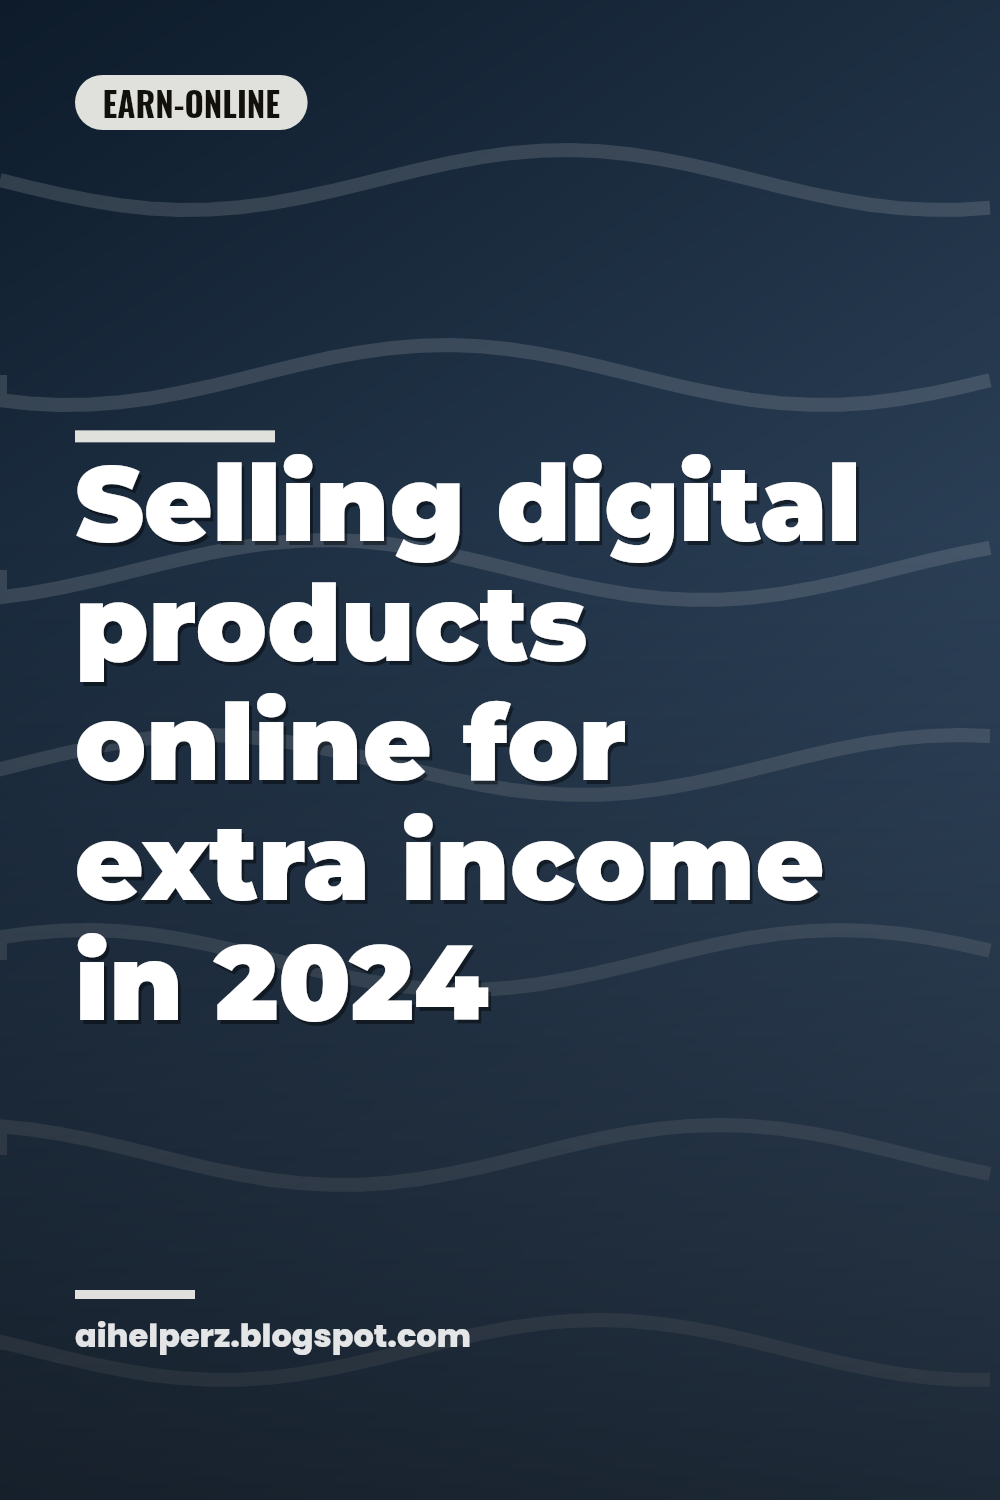 EARN-ONLINE
Selling digital
products
online for
extra income
in 2024
aihelperz.blogspot.com